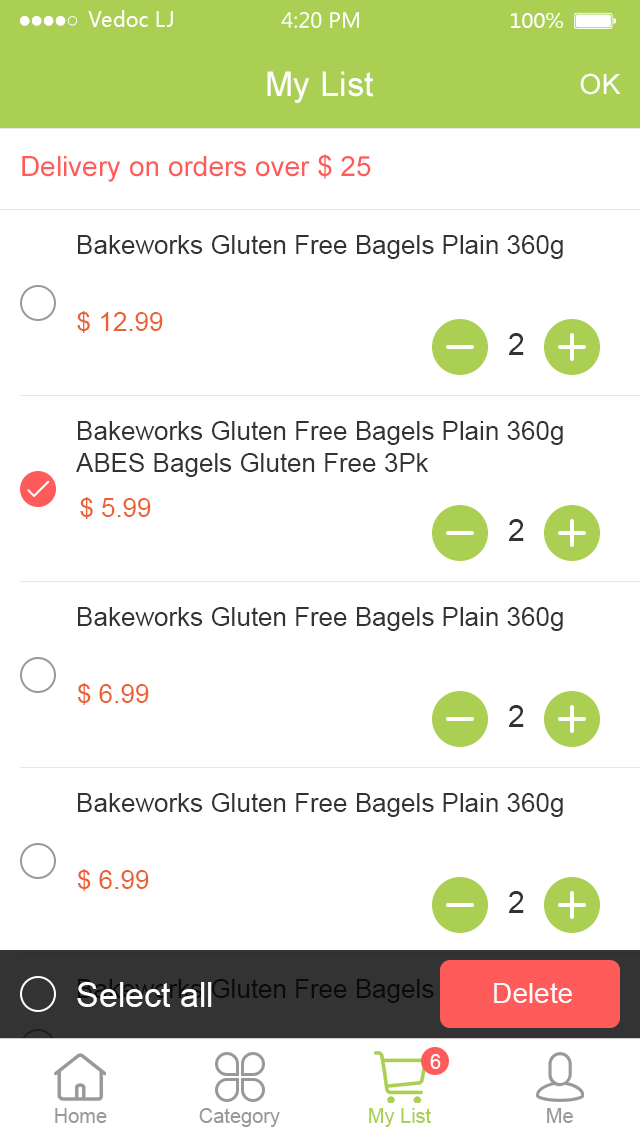 Vedoc LJ 4:20 PM 100%
My List OK
Delivery on orders over $ 25
Bakeworks Gluten Free Bagels Plain 360g
$ 12.99
2
Bakeworks Gluten Free Bagels Plain 360g
ABES Bagels Gluten Free 3Pk
$ 5.99
2
Bakeworks Gluten Free Bagels Plain 360g
$ 6.99
2
Bakeworks Gluten Free Bagels Plain 360g
$ 6.99
2
Bakeworks Gluten Free Bagels
Select all Delete
6
Home Category My List Me